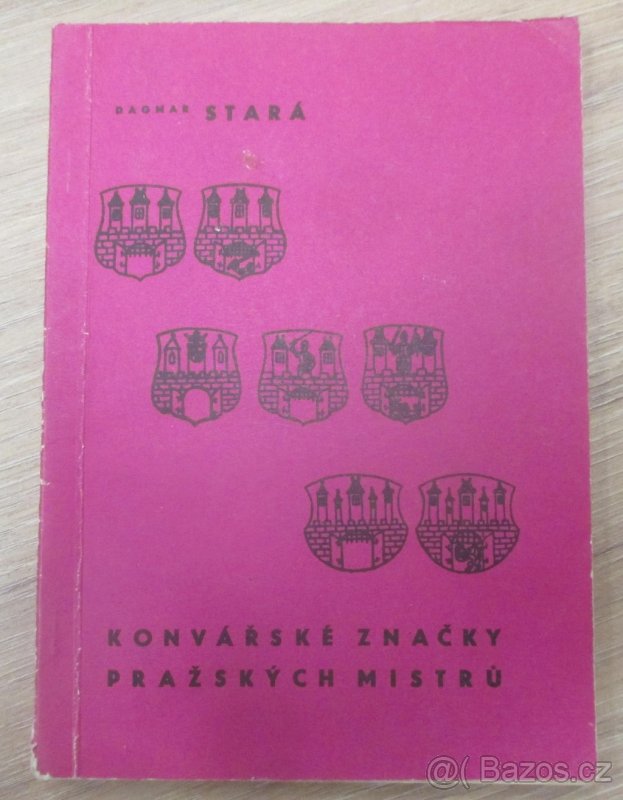 DAGMAR STARÁ
KONVÁŘSKÉ ZNAČKY
PRAŽSKÝCH MISTRŮ
Bazos.cz